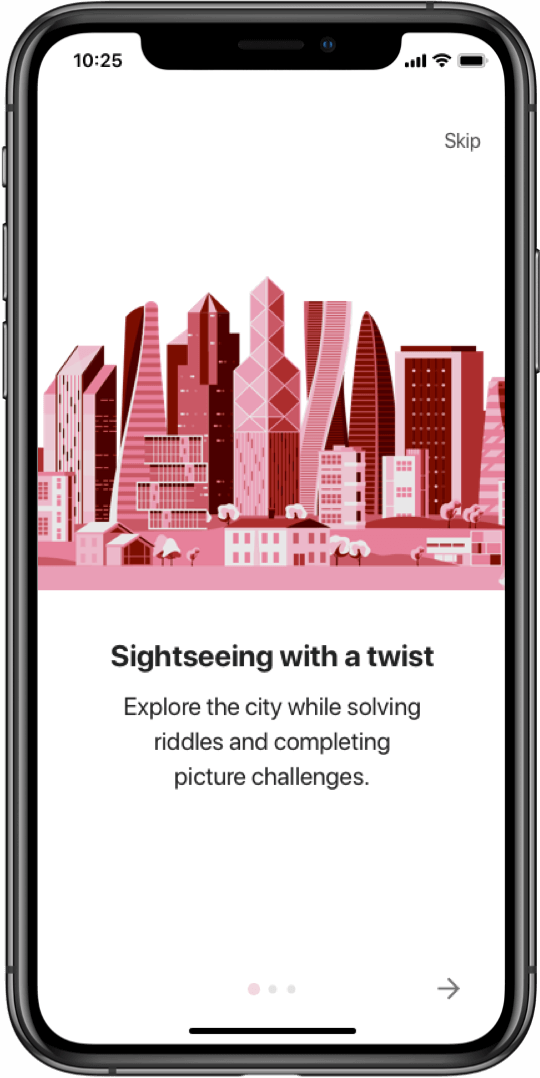 10:25
Skip
Sightseeing with a twist
Explore the city while solving
riddles and completing
picture challenges.